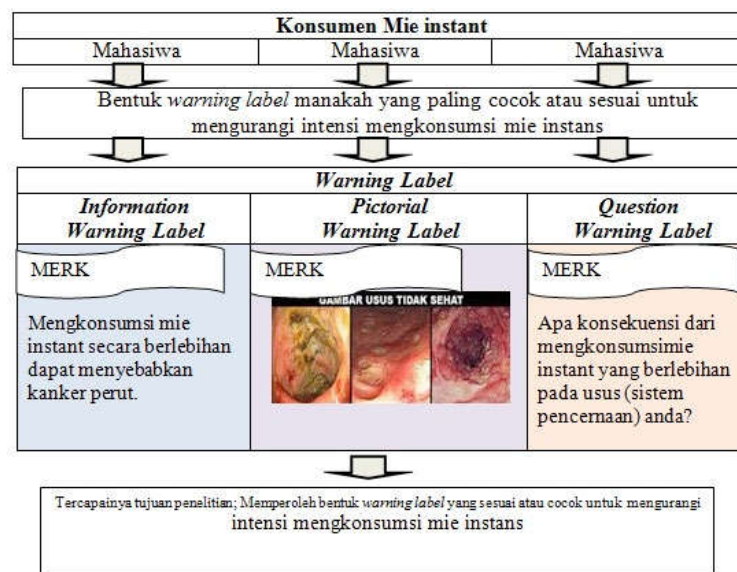 Konsumen Mie instant
Mahasiwa Mahasiwa Mahasiwa
Bentuk warning label manakah yang paling cocok atau sesuai untuk
mengurangi intensi mengkonsumsi mie instans
Warning Label
Information
Warning Label
Pictorial
Warning Label
Question
Warning Label
MERK
Mengkonsumsi mie
instant secara berlebihan
dapat menyebabkan
kanker perut.
MERK
GAMBAR USUS TIDAK SEHAT
MERK
Apa konsekuensi dari
mengkonsumsimie
instant yang berlebihan
pada usus (sistem
pencernaan) anda?
Tercapainya tujuan penelitian; Memperoleh bentuk warning label yang sesuai atau cocok untuk mengurangi
intensi mengkonsumsi mie instans